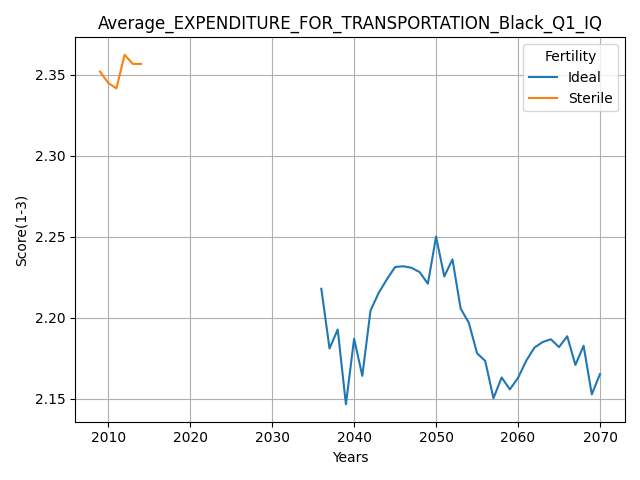 Average_EXPENDITURE_FOR_TRANSPORTATION_Black_Q1_IQ
Fertility
Ideal
Sterile
Score(1-3)
2.35
2.30
2.25
2.20
2.15
2010 2020 2030 2040 2050 2060 2070
Years